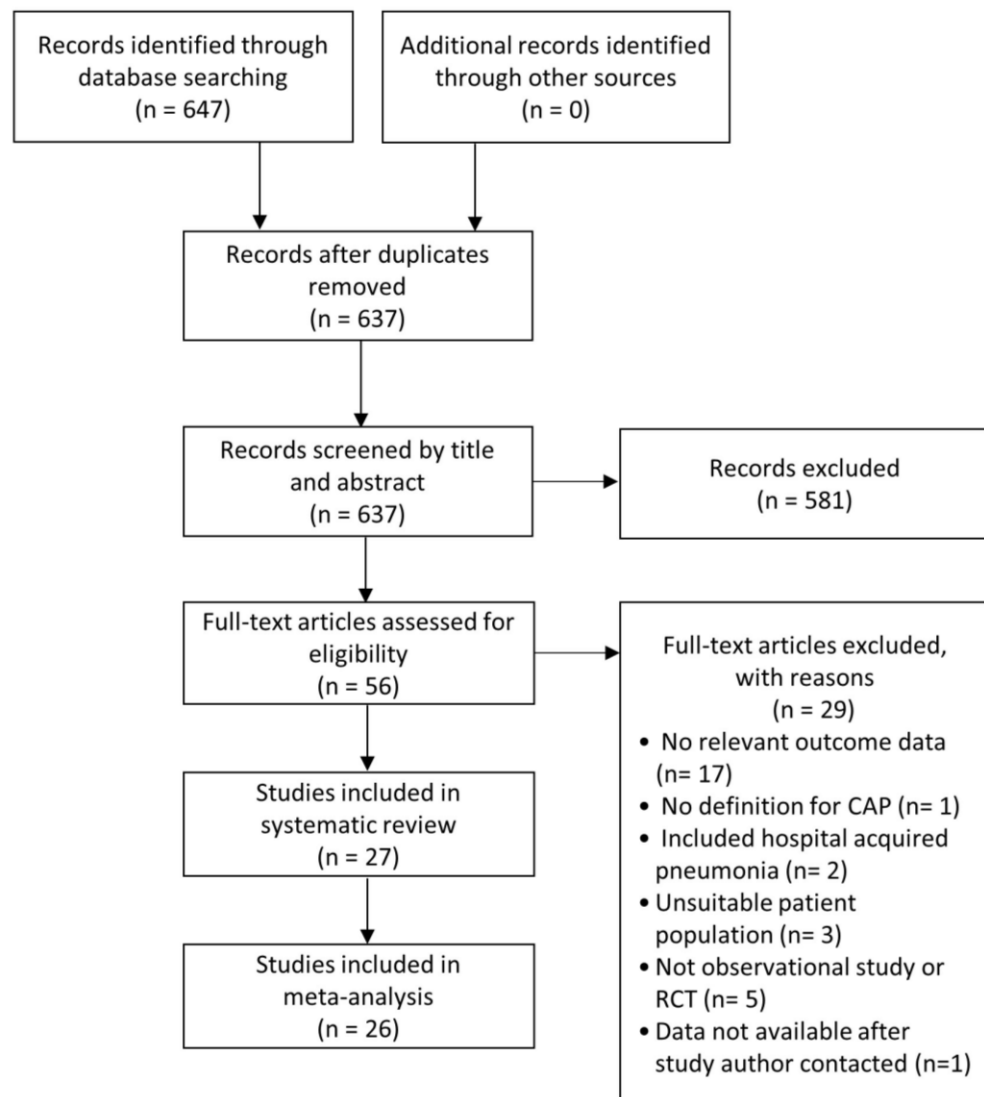 Records identified through
database searching
(n = 647)
Additional records identified
through other sources
(n = 0)
Records after duplicates
removed
(n = 637)
Records screened by title
and abstract
(n = 637)
Records excluded
(n = 581)
Full-text articles assessed for
eligibility
(n = 56)
Full-text articles excluded,
with reasons
(n = 29)
• No relevant outcome data
(n= 17)
• No definition for CAP (n= 1)
• Included hospital acquired
pneumonia (n= 2)
• Unsuitable patient
population (n= 3)
• Not observational study or
RCT (n= 5)
• Data not available after
study author contacted (n=1)
Studies included in
systematic review
(n = 27)
Studies included in
meta-analysis
(n = 26)